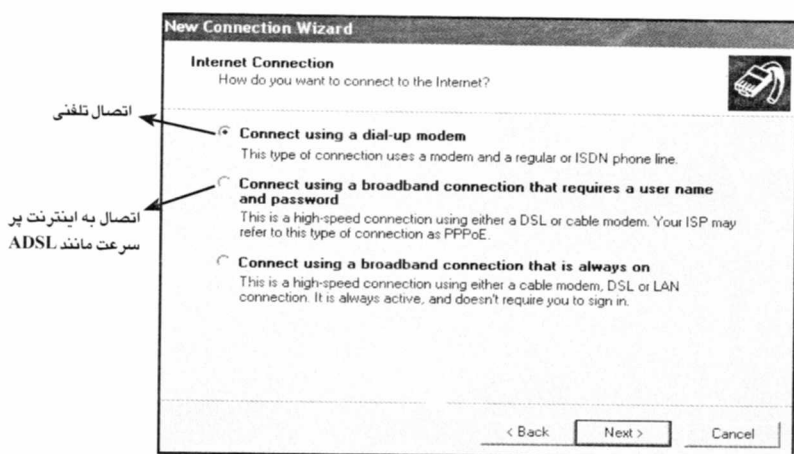 New Connection Wizard
Internet Connection
How do you want to connect to the Internet?
اتصال تلفنی
Connect using a dial-up modem
This type of connection uses a modem and a regular or ISDN phone line.
اتصال به اینترنت پر
سرعت مانند ADSL
Connect using a broadband connection that requires a user name
and password
This is a high-speed connection using either a DSL or cable modem. Your ISP may
refer to this type of connection as PPPoE.
Connect using a broadband connection that is always on
This is a high-speed connection using either a cable modem, DSL or LAN
connection. It is always active, and doesn't require you to sign in.
< Back
Next >
Cancel